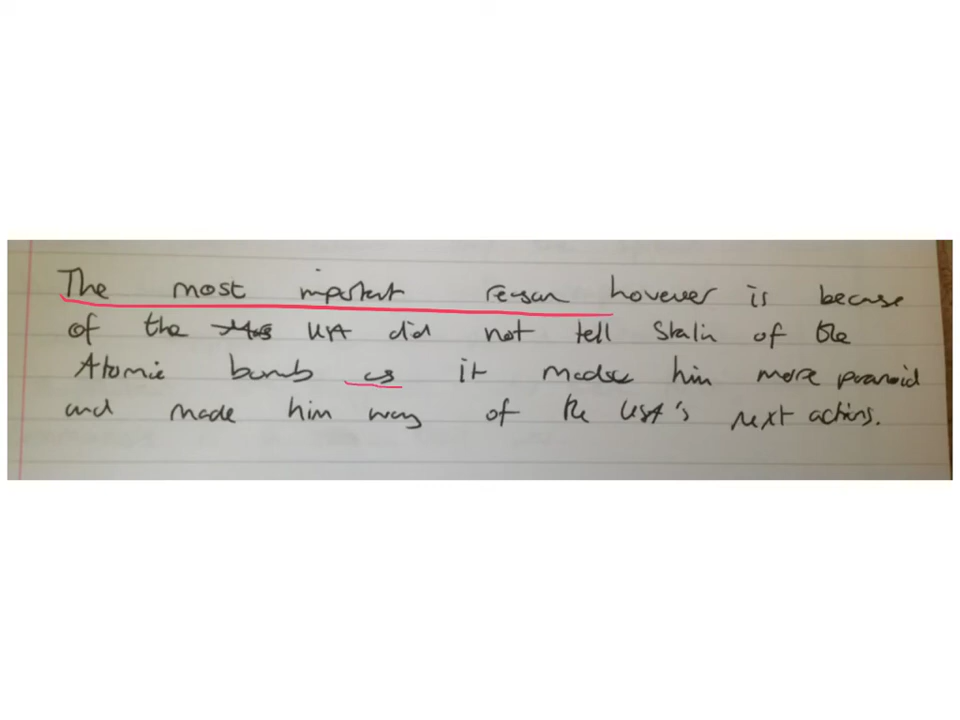 The most important reason however is because
of the UA did not tell Stalin of the
Atomic bomb as it made him more paranoid
and made him wary of the USA's next actions.